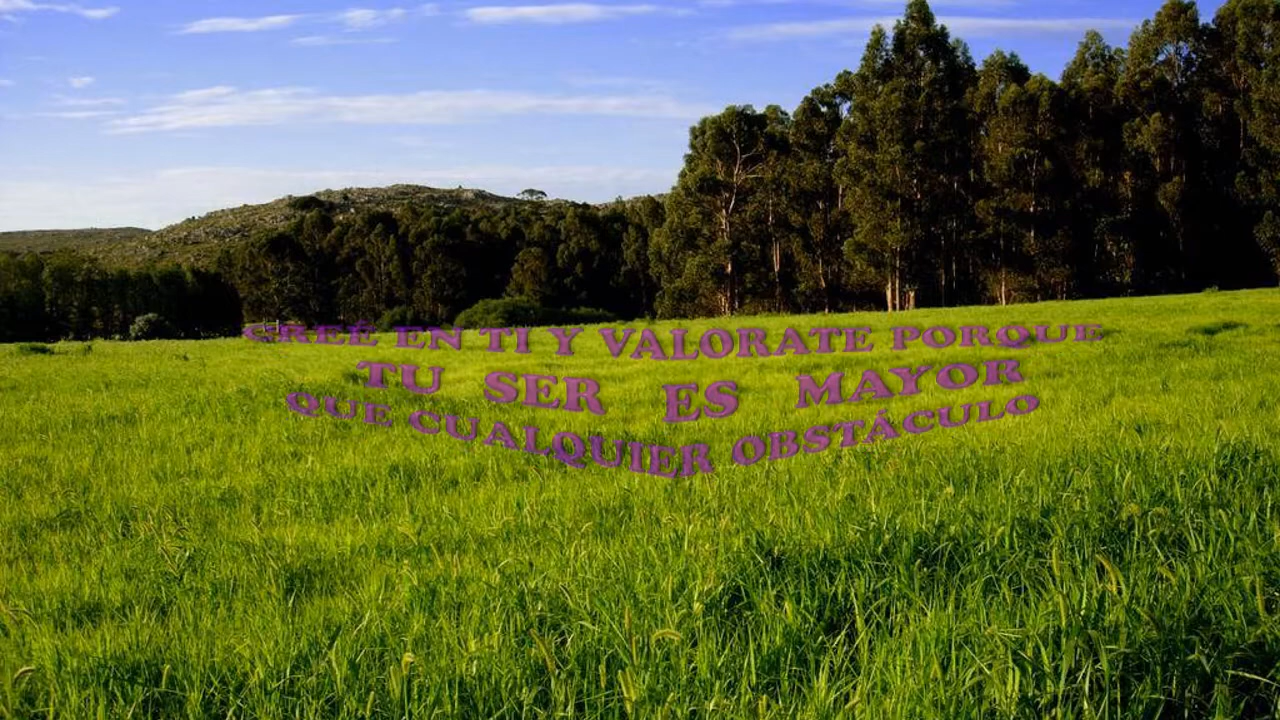 CREÉ EN TI Y VALORATE PORQUE
TU SER ES MAYOR
QUE CUALQUIER OBSTÁCULO